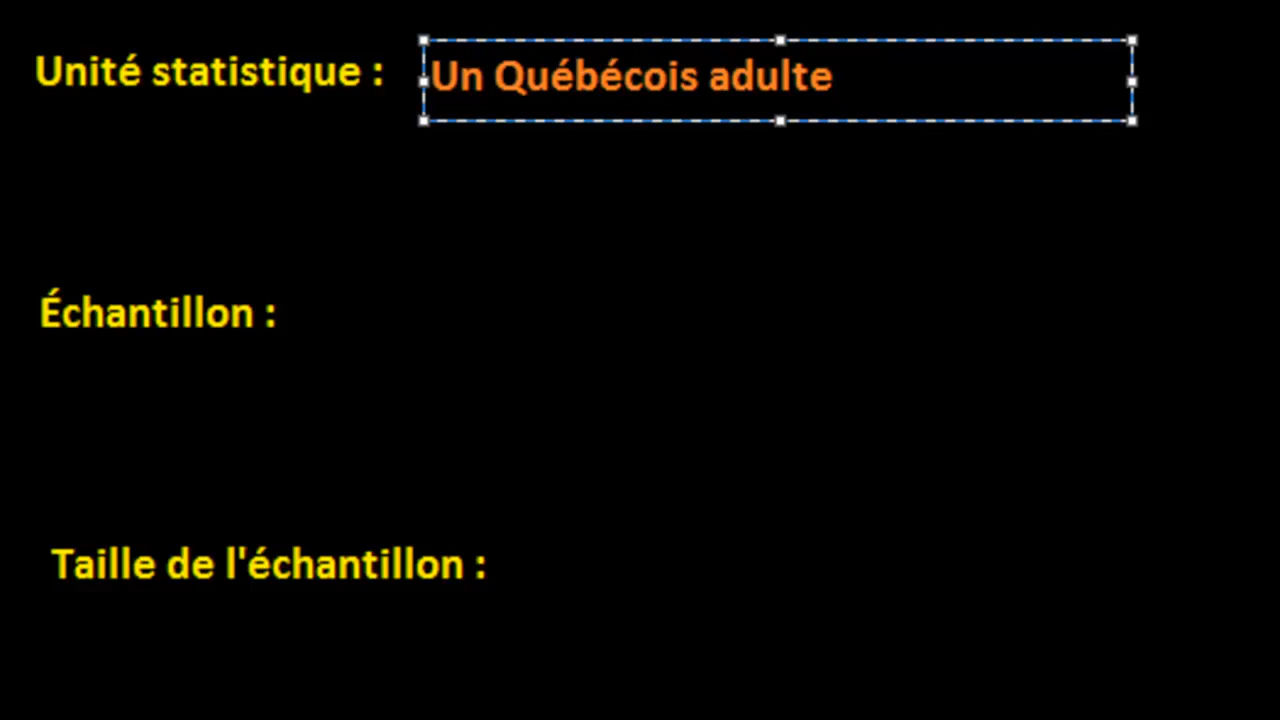 Unité statistique : Un Québécois adulte
Échantillon :
Taille de l'échantillon :